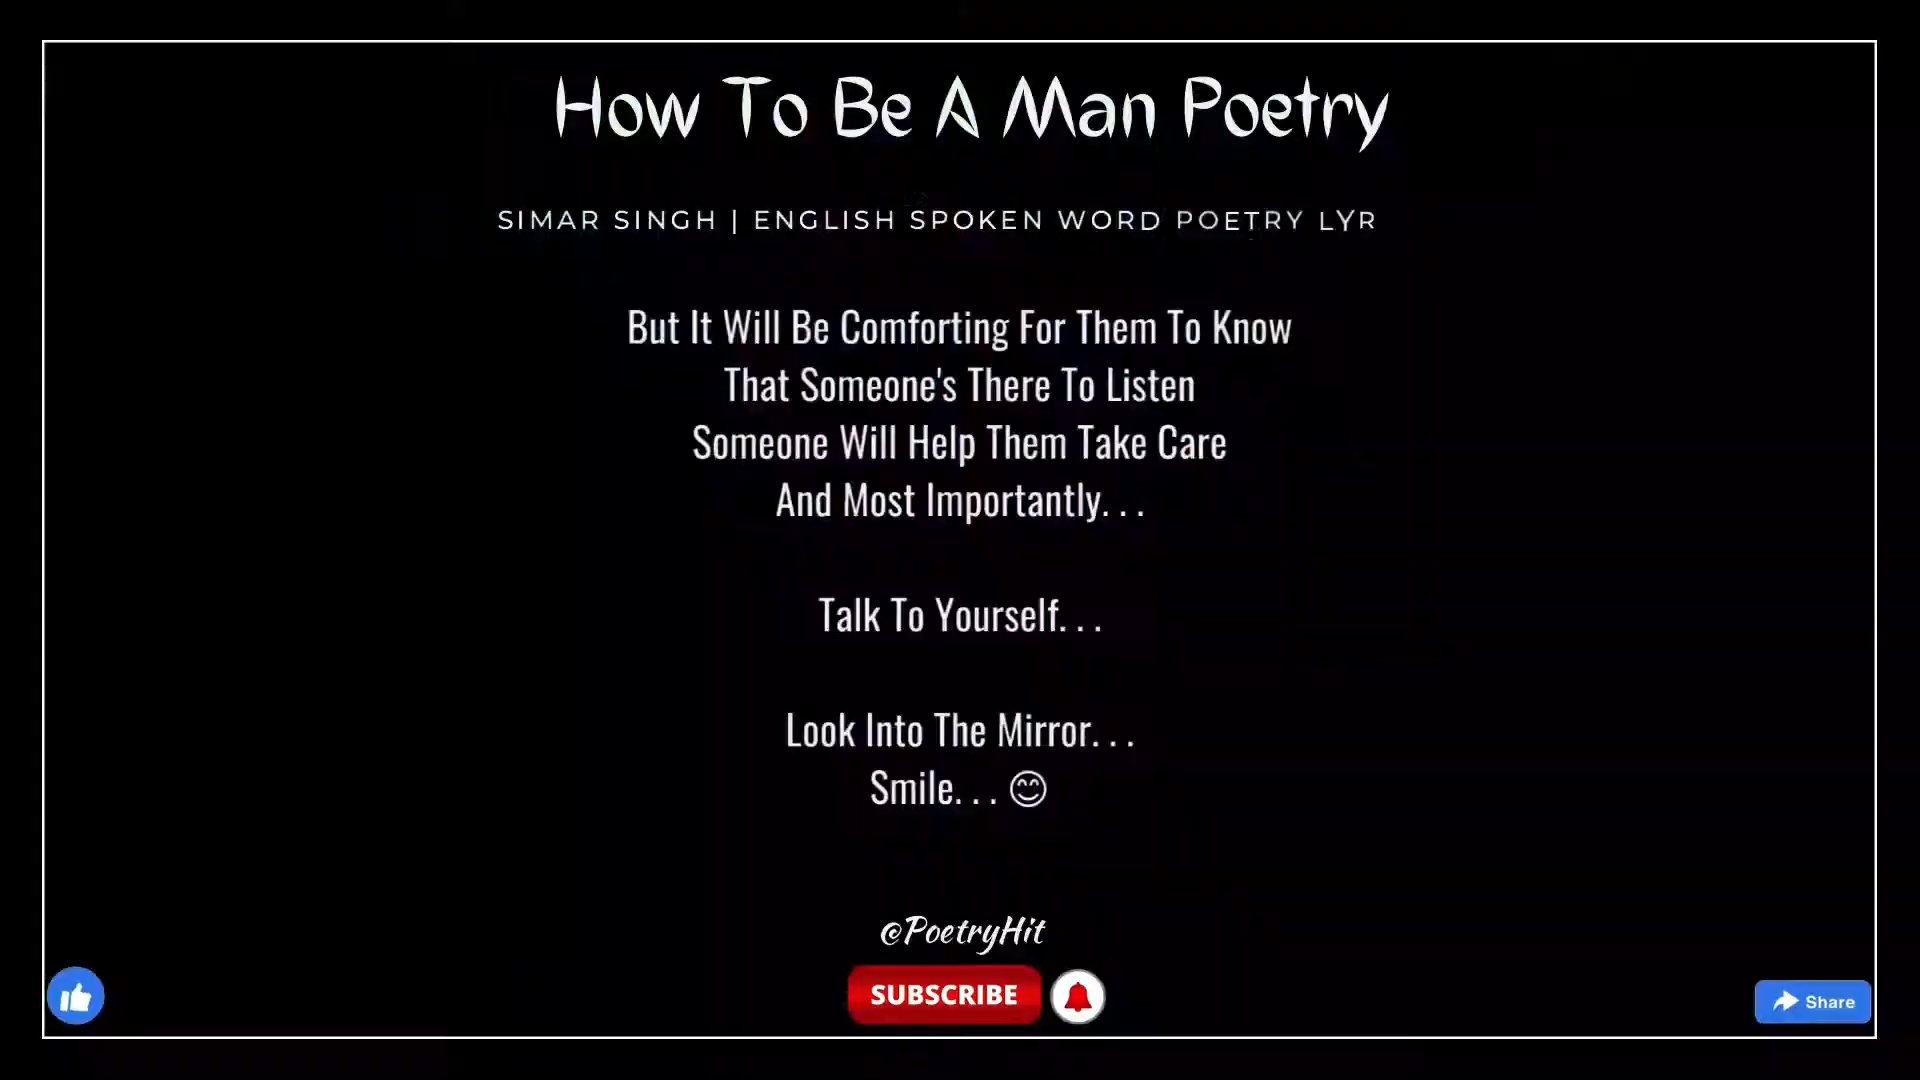 How To Be A Man Poetry
SIMAR SINGH | ENGLISH SPOKEN WORD POETRY LYR
But It Will Be Comforting For Them To Know
That Someone's There To Listen
Someone Will Help Them Take Care
And Most Importantly. . .
Talk To Yourself. . .
Look Into The Mirror. . .
Smile. . . 😊
@PoetryHit
SUBSCRIBE
Share